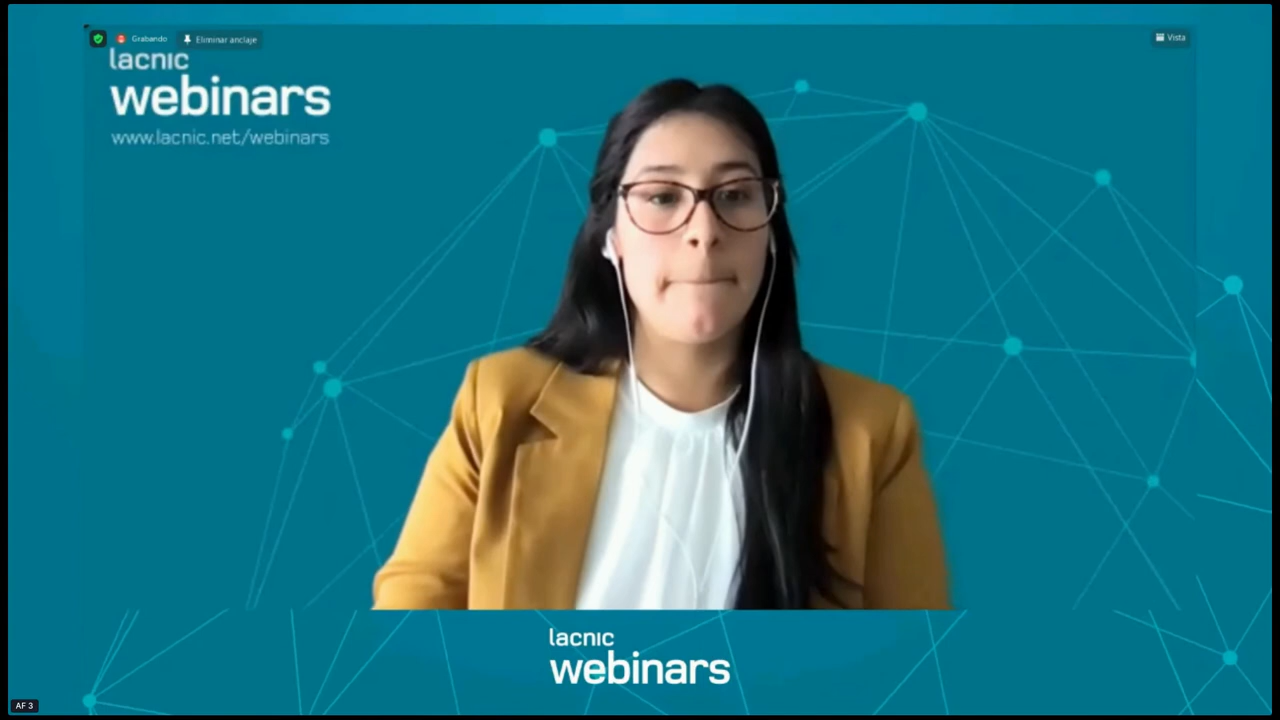 Grabando
Eliminar anclaje
Vista
lacnic
webinars
www.lacnic.net/webinars
lacnic
webinars
AF 3